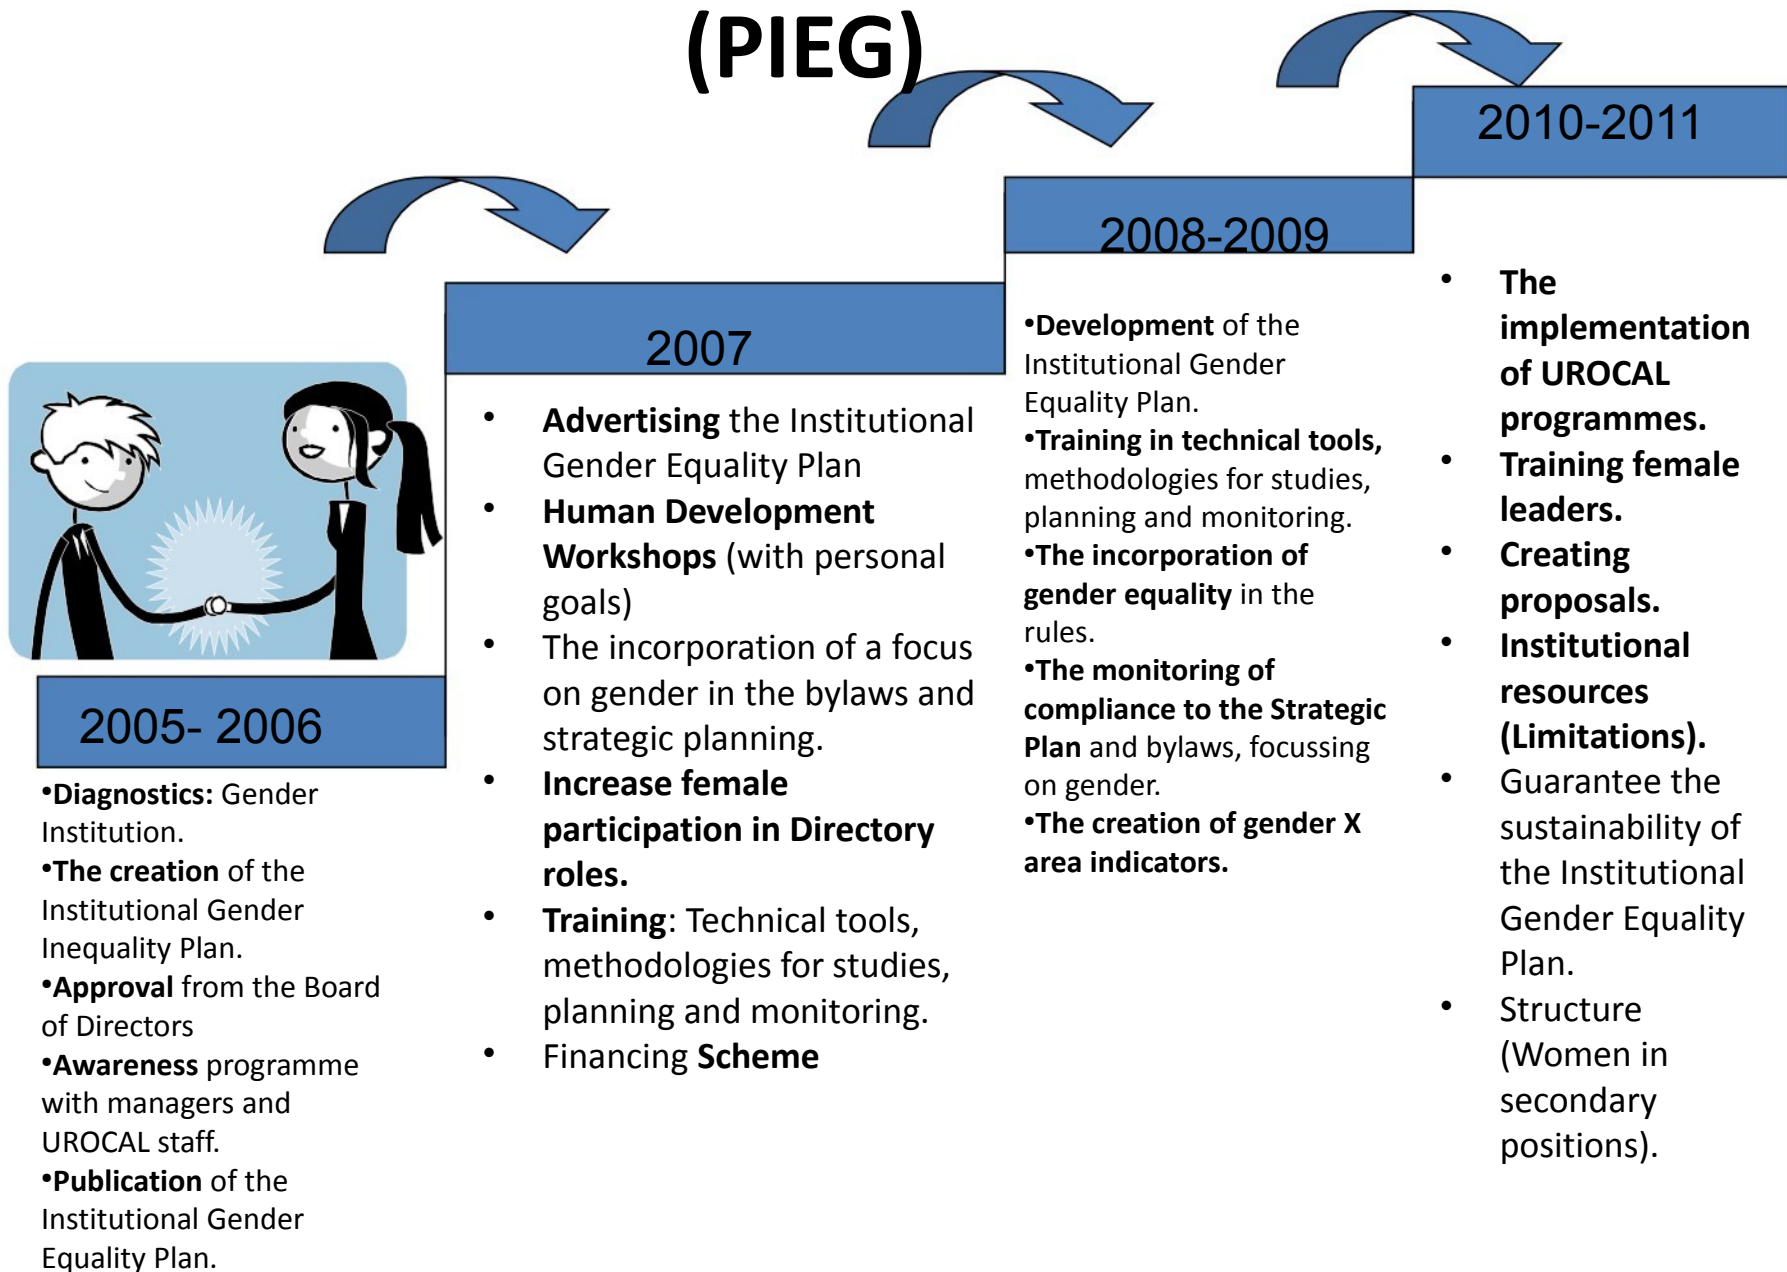 (PIEG)
2005- 2006
•Diagnostics: Gender
Institution.
•The creation of the
Institutional Gender
Inequality Plan.
•Approval from the Board
of Directors
•Awareness programme
with managers and
UROCAL staff.
•Publication of the
Institutional Gender
Equality Plan.
2007
• Advertising the Institutional
Gender Equality Plan
• Human Development
Workshops (with personal
goals)
• The incorporation of a focus
on gender in the bylaws and
strategic planning.
• Increase female
participation in Directory
roles.
• Training: Technical tools,
methodologies for studies,
planning and monitoring.
• Financing Scheme
2008-2009
•Development of the
Institutional Gender
Equality Plan.
•Training in technical tools,
methodologies for studies,
planning and monitoring.
•The incorporation of
gender equality in the
rules.
•The monitoring of
compliance to the Strategic
Plan and bylaws, focussing
on gender.
•The creation of gender X
area indicators.
2010-2011
• The
implementation
of UROCAL
programmes.
• Training female
leaders.
• Creating
proposals.
• Institutional
resources
(Limitations).
• Guarantee the
sustainability of
the Institutional
Gender Equality
Plan.
• Structure
(Women in
secondary
positions).